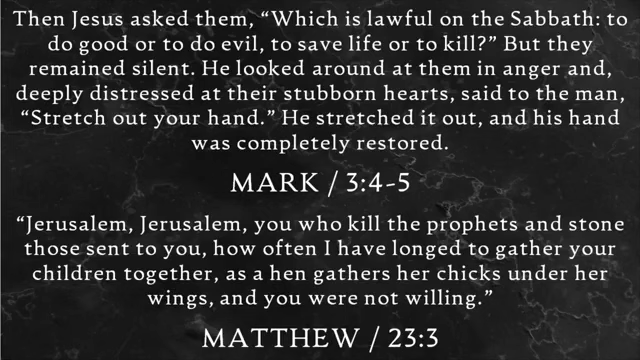 Then Jesus asked them, “Which is lawful on the Sabbath: to
do good or to do evil, to save life or to kill?” But they
remained silent. He looked around at them in anger and,
deeply distressed at their stubborn hearts, said to the man,
“Stretch out your hand.” He stretched it out, and his hand
was completely restored.
MARK / 3:4-5
“Jerusalem, Jerusalem, you who kill the prophets and stone
those sent to you, how often I have longed to gather your
children together, as a hen gathers her chicks under her
wings, and you were not willing.”
MATTHEW / 23:3